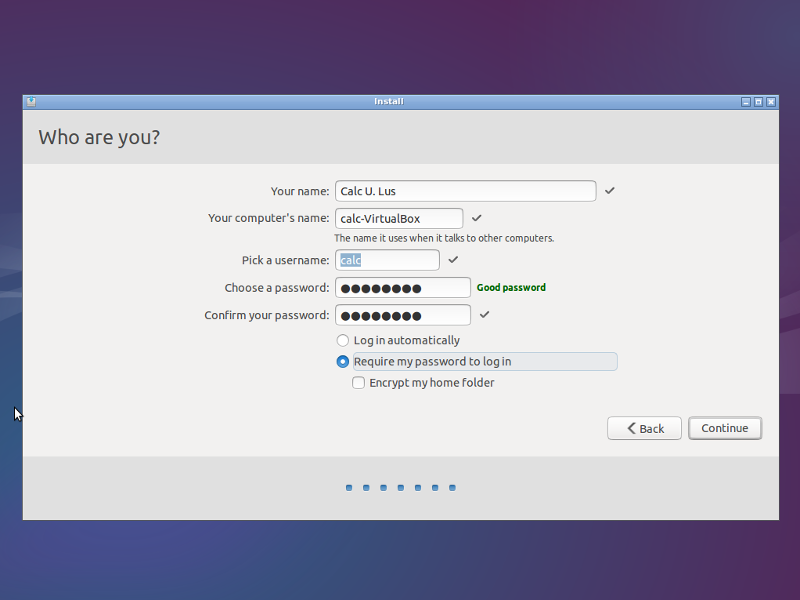 Install
Who are you?
Your name: Calc U. Lus
Your computer's name: calc-VirtualBox
The name it uses when it talks to other computers.
Pick a username: calc
Choose a password: ●●●●●●●● Good password
Confirm your password: ●●●●●●●●
Log in automatically
Require my password to log in
Encrypt my home folder
Back Continue